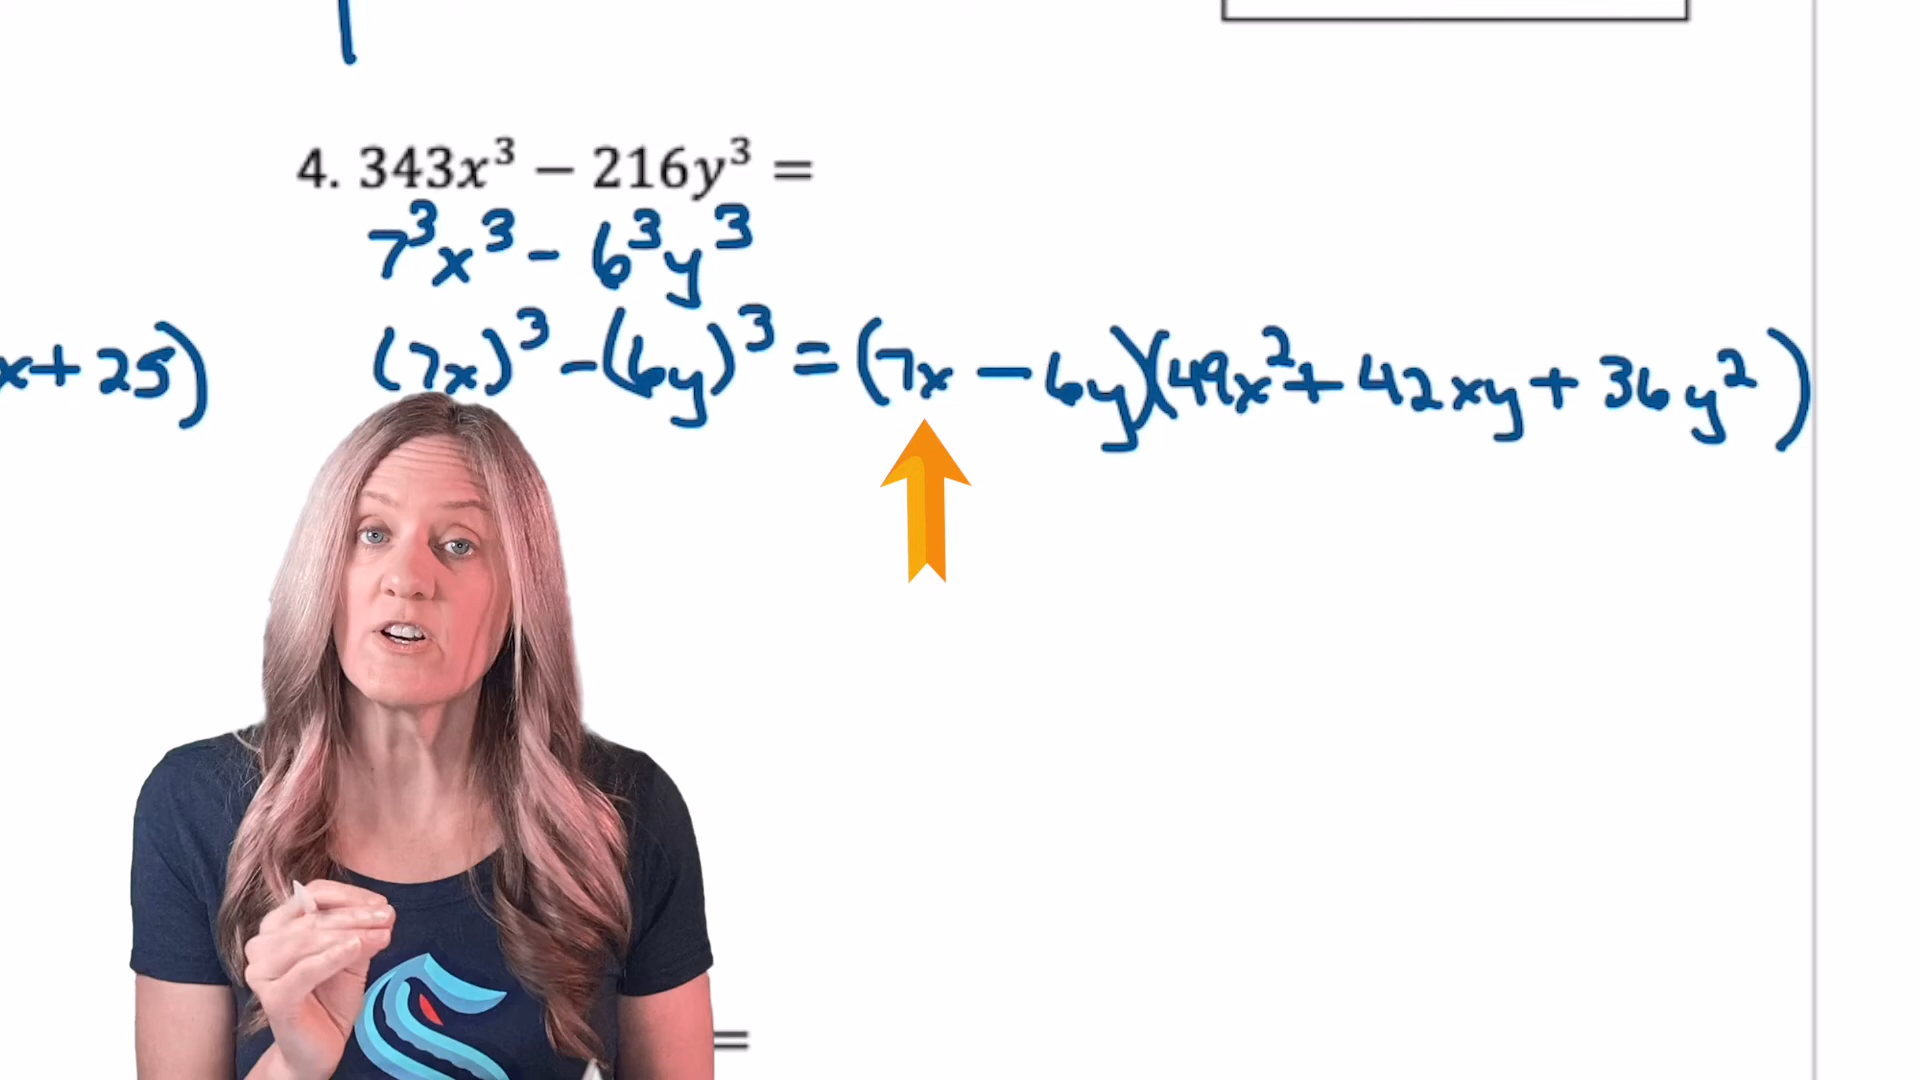 4. 343x³ − 216y³ =
7³x³ - 6³y³
x+ 25) (7x)³ -(6y)³ = (7x - 6y)(49x²+ 42xy + 36y²)
=